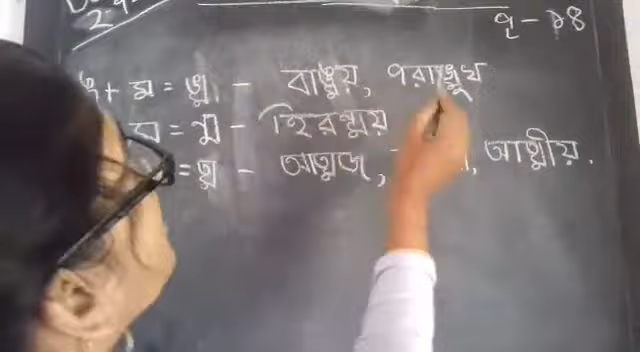 পৃ - ১৪
ঙ + ম = ঙ্ম - বাঙ্ময়, পরাঙ্মুখ
ম = ন্ম - হিরন্ময়
= ত্ম - আত্মজ, আত্মীয়.